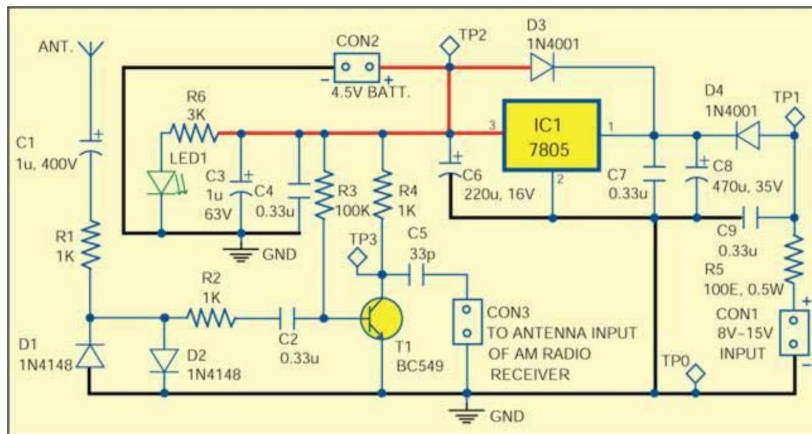 ANT.
C1
1u, 400V
R1
1K
D1
1N4148
D2
1N4148
R2
1K
C2
0.33u
R6
3K
LED1
C3
1u
63V
C4
0.33u
GND
CON2
−
+
4.5V BATT.
R3
100K
R4
1K
TP3
C5
33p
T1
BC549
CON3
TO ANTENNA INPUT
OF AM RADIO
RECEIVER
GND
TP2
D3
1N4001
3
IC1
7805
1
2
C6
220u, 16V
C7
0.33u
D4
1N4001
TP1
C8
470u, 35V
C9
0.33u
R5
100E, 0.5W
CON1
+
8V–15V
INPUT
−
TP0